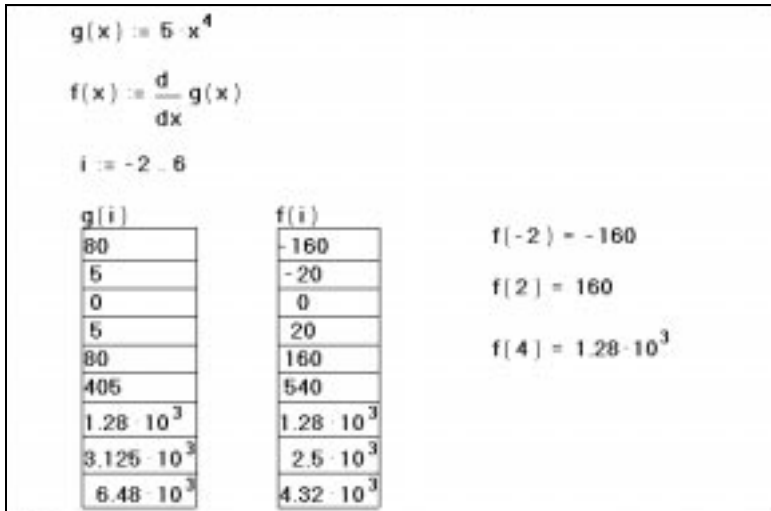 g(x) := 5 · x⁴
f(x) := d/dx g(x)
i := -2 .. 6
g(i)
80
5
0
5
80
405
1.28 · 10³
3.125 · 10³
6.48 · 10³
f(i)
-160
-20
0
20
160
540
1.28 · 10³
2.5 · 10³
4.32 · 10³
f(-2) = -160
f(2) = 160
f(4) = 1.28 · 10³